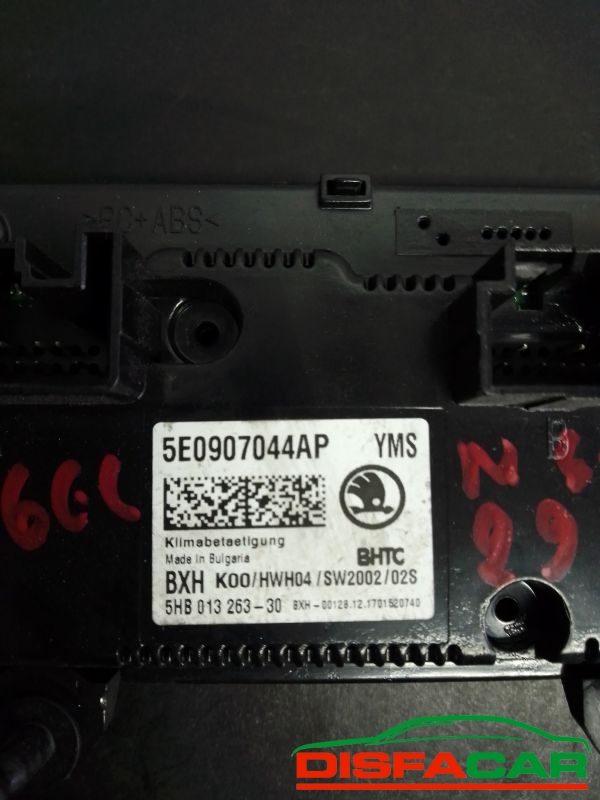 >PC+ABS<
5E0907044AP YMS
Klimabetaetigung
Made in Bulgaria
BHTC
BXH K00/HWH04/SW2002/02S
5HB 013 263-30 BXH-00128.12.1701520740
B
N
29
DISFACAR